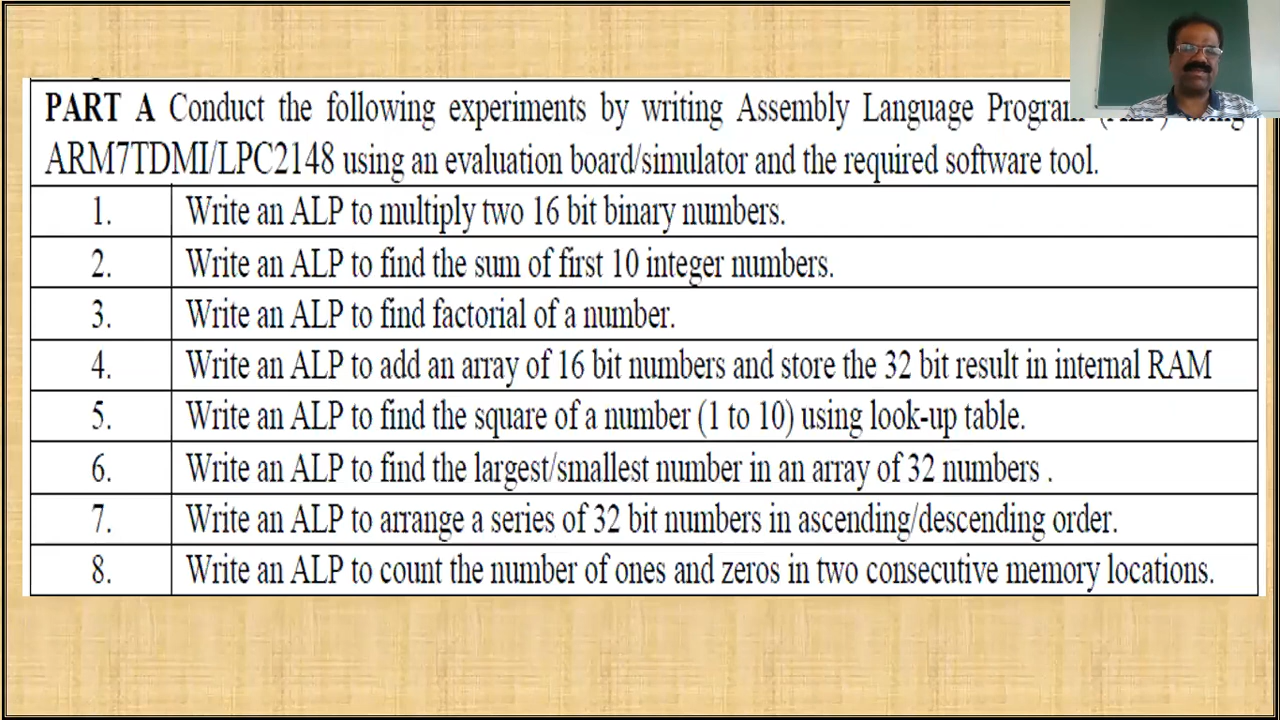 PART A Conduct the following experiments by writing Assembly Language Program
ARM7TDMI/LPC2148 using an evaluation board/simulator and the required software tool.
1. Write an ALP to multiply two 16 bit binary numbers.
2. Write an ALP to find the sum of first 10 integer numbers.
3. Write an ALP to find factorial of a number.
4. Write an ALP to add an array of 16 bit numbers and store the 32 bit result in internal RAM
5. Write an ALP to find the square of a number (1 to 10) using look-up table.
6. Write an ALP to find the largest/smallest number in an array of 32 numbers .
7. Write an ALP to arrange a series of 32 bit numbers in ascending/descending order.
8. Write an ALP to count the number of ones and zeros in two consecutive memory locations.